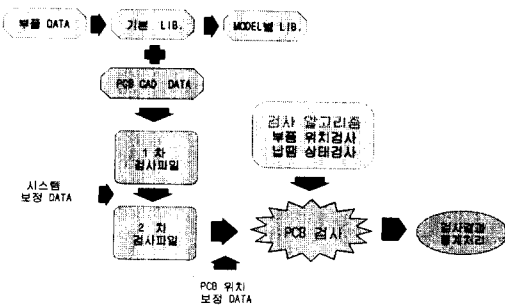 부품 DATA
기본 LIB.
MODEL별 LIB.
PCB CAD DATA
검사 알고리즘
부품 위치검사
납땜 상태검사
1 차
검사파일
시스템
보정 DATA
2 차
검사파일
PCB 검사
검사결과
통계처리
PCB 위치
보정 DATA